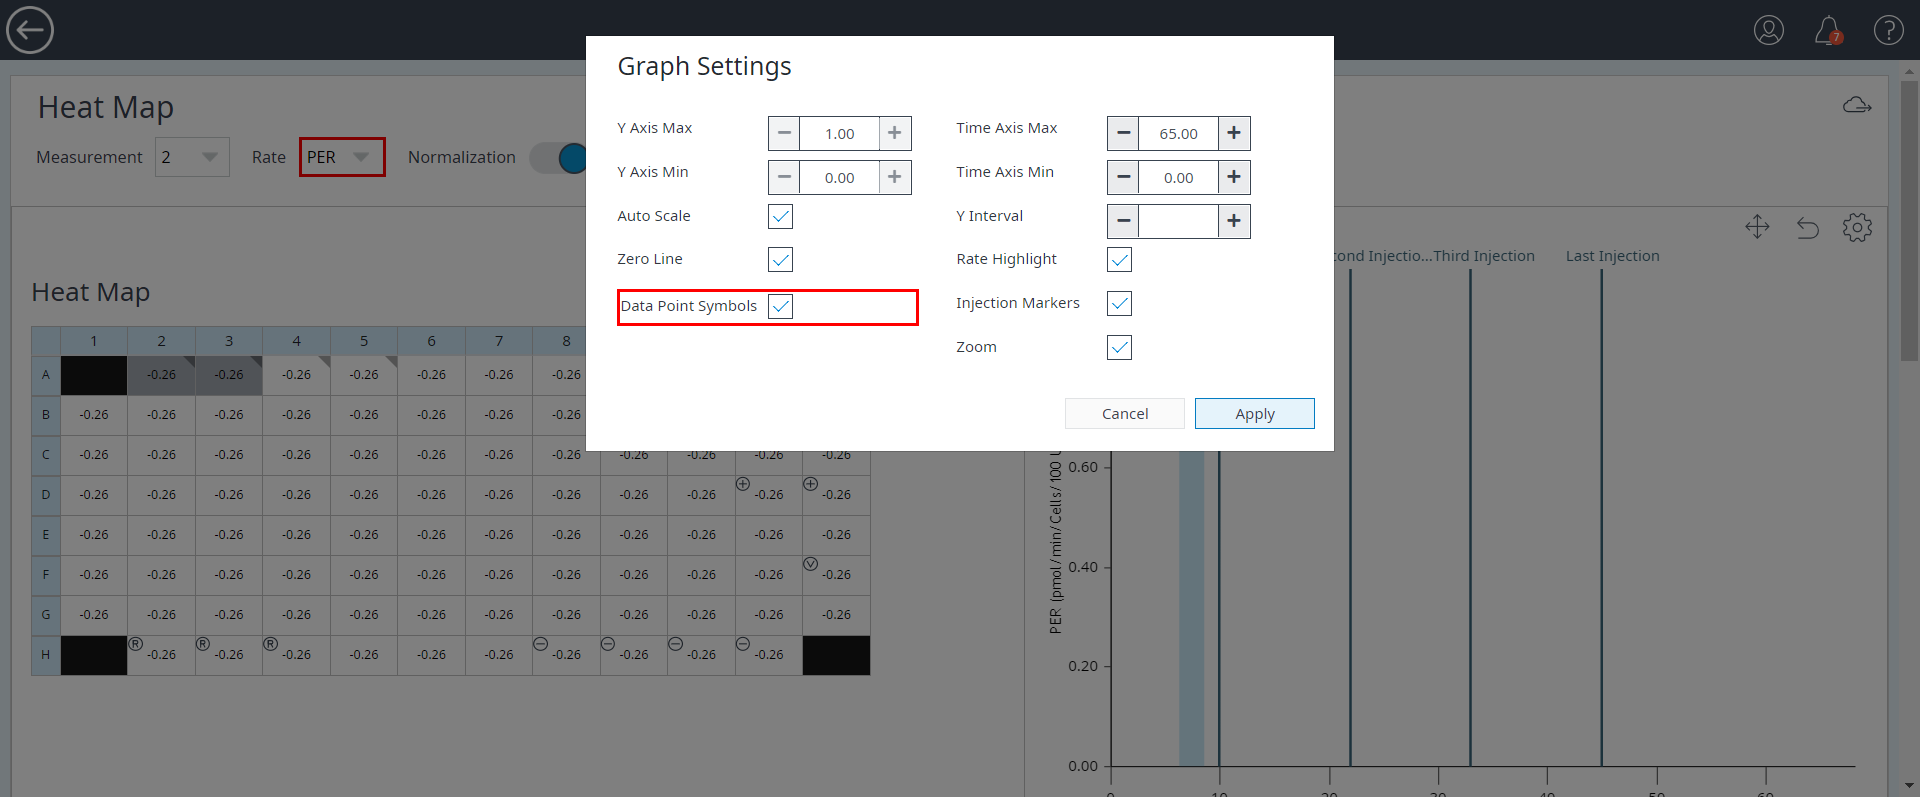 7
Graph Settings
Heat Map
Measurement 2 Rate PER Normalization
Y Axis Max 1.00 Time Axis Max 65.00
Y Axis Min 0.00 Time Axis Min 0.00
Auto Scale Y Interval
Zero Line Rate Highlight
Data Point Symbols Injection Markers
Zoom
Cancel Apply
Heat Map
1 2 3 4 5 6 7 8
A -0.26 -0.26 -0.26 -0.26 -0.26 -0.26 -0.26
B -0.26 -0.26 -0.26 -0.26 -0.26 -0.26 -0.26 -0.26
C -0.26 -0.26 -0.26 -0.26 -0.26 -0.26 -0.26 -0.26 -0.26 -0.26 -0.26 -0.26
D -0.26 -0.26 -0.26 -0.26 -0.26 -0.26 -0.26 -0.26 -0.26 -0.26 -0.26 -0.26
E -0.26 -0.26 -0.26 -0.26 -0.26 -0.26 -0.26 -0.26 -0.26 -0.26 -0.26 -0.26
F -0.26 -0.26 -0.26 -0.26 -0.26 -0.26 -0.26 -0.26 -0.26 -0.26 -0.26 -0.26
G -0.26 -0.26 -0.26 -0.26 -0.26 -0.26 -0.26 -0.26 -0.26 -0.26 -0.26 -0.26
H R -0.26 R -0.26 R -0.26 -0.26 -0.26 -0.26 -0.26 -0.26 -0.26 -0.26
ond Injectio... Third Injection Last Injection
PER (pmol/min/Cells/100
0.60
0.40
0.20
0.00
0 10 20 30 40 50 60